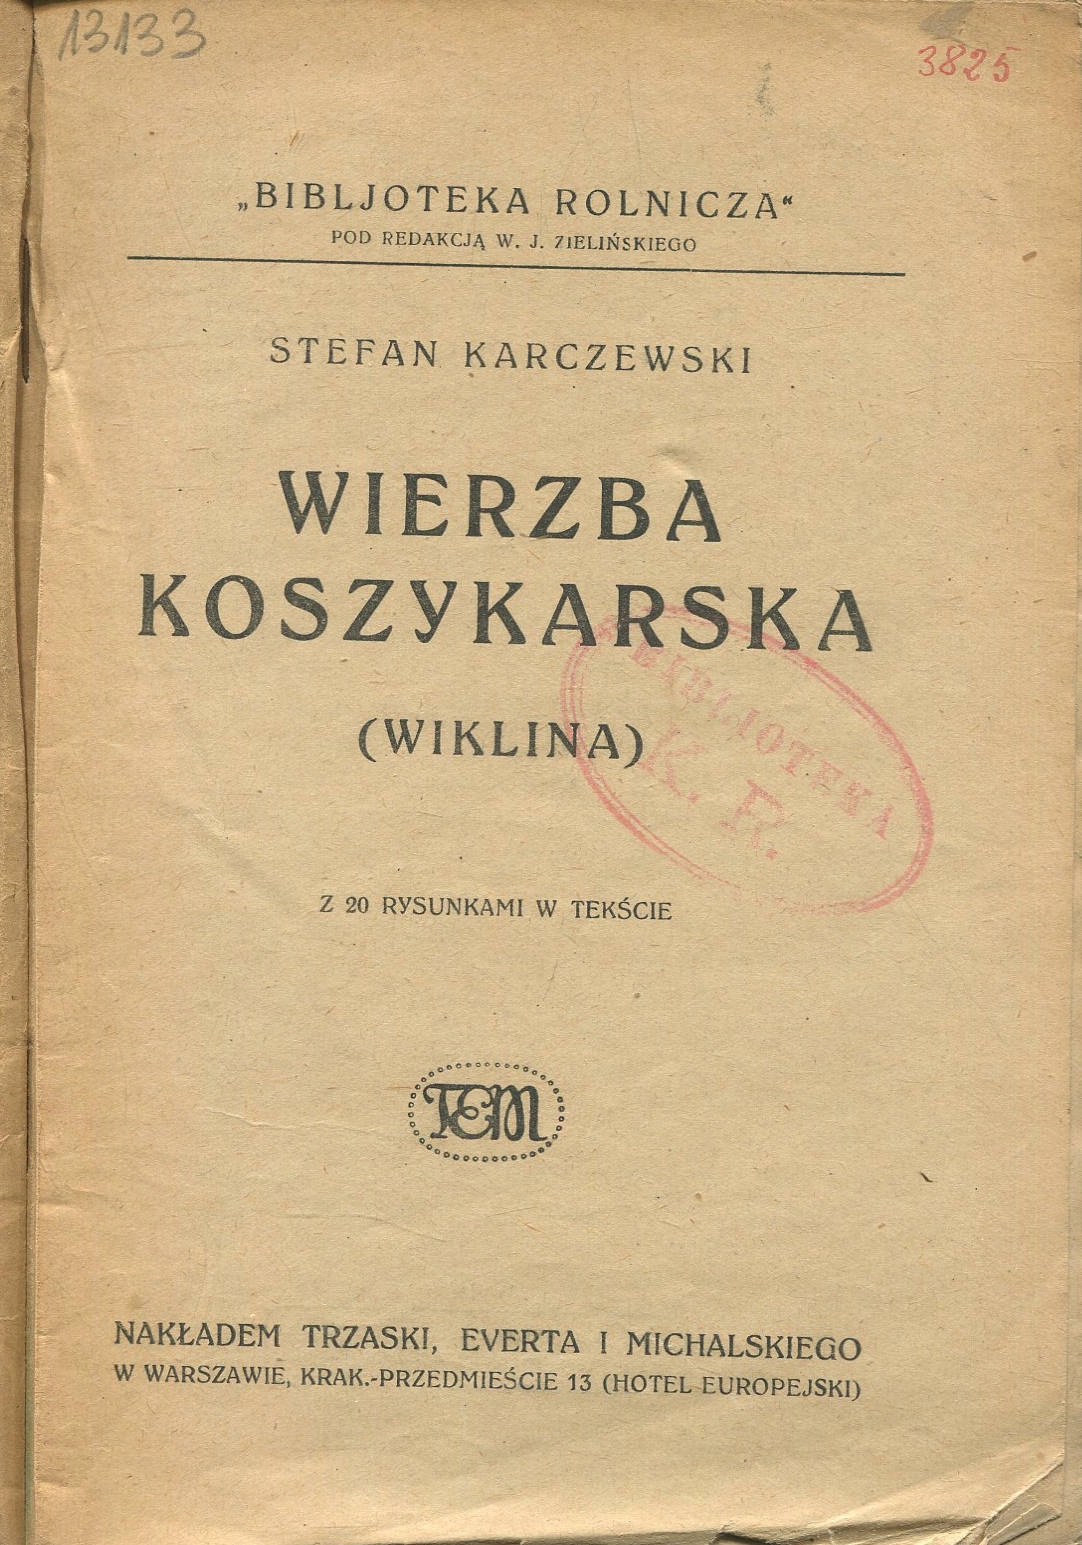 13133
3825
„BIBLJOTEKA ROLNICZA“
POD REDAKCJĄ W. J. ZIELIŃSKIEGO
STEFAN KARCZEWSKI
WIERZBA
KOSZYKARSKA
(WIKLINA)
BIBLIOTEKA
K. R.
Z 20 RYSUNKAMI W TEKŚCIE
TEM
NAKŁADEM TRZASKI, EVERTA I MICHALSKIEGO
W WARSZAWIE, KRAK.-PRZEDMIEŚCIE 13 (HOTEL EUROPEJSKI)